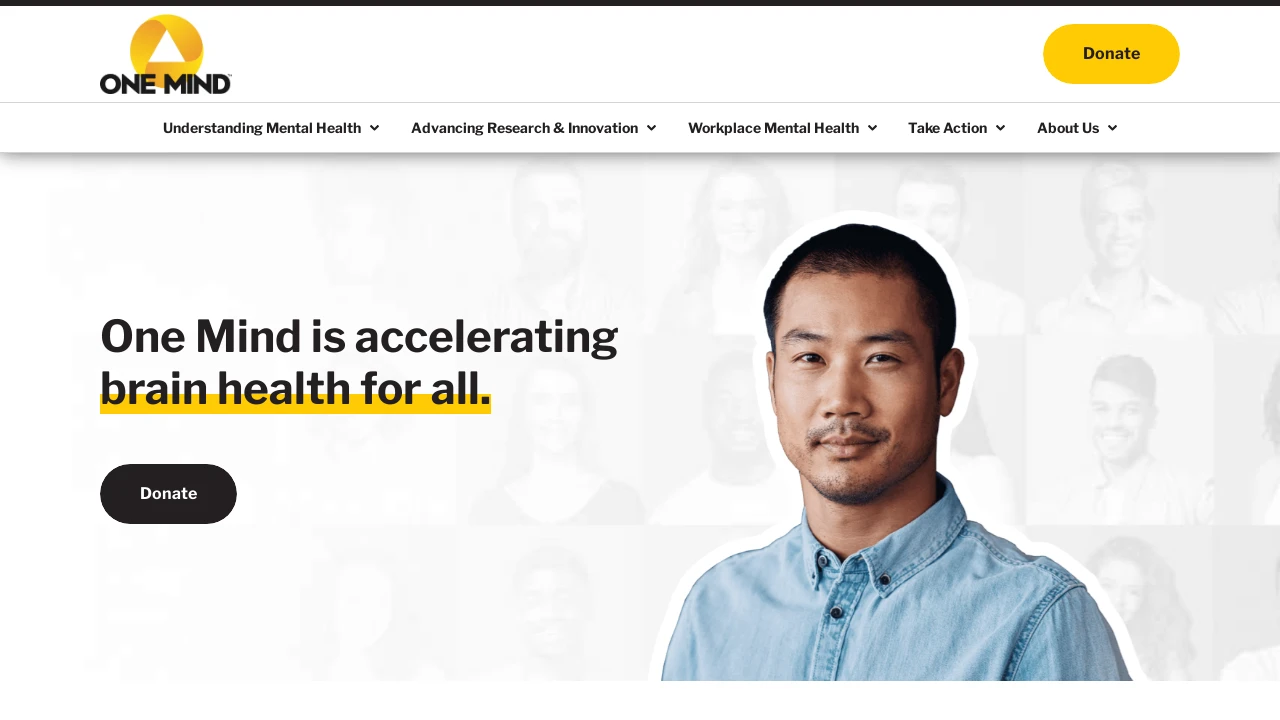 ONE MIND
Donate
Understanding Mental Health
Advancing Research & Innovation
Workplace Mental Health
Take Action
About Us
One Mind is accelerating
brain health for all.
Donate